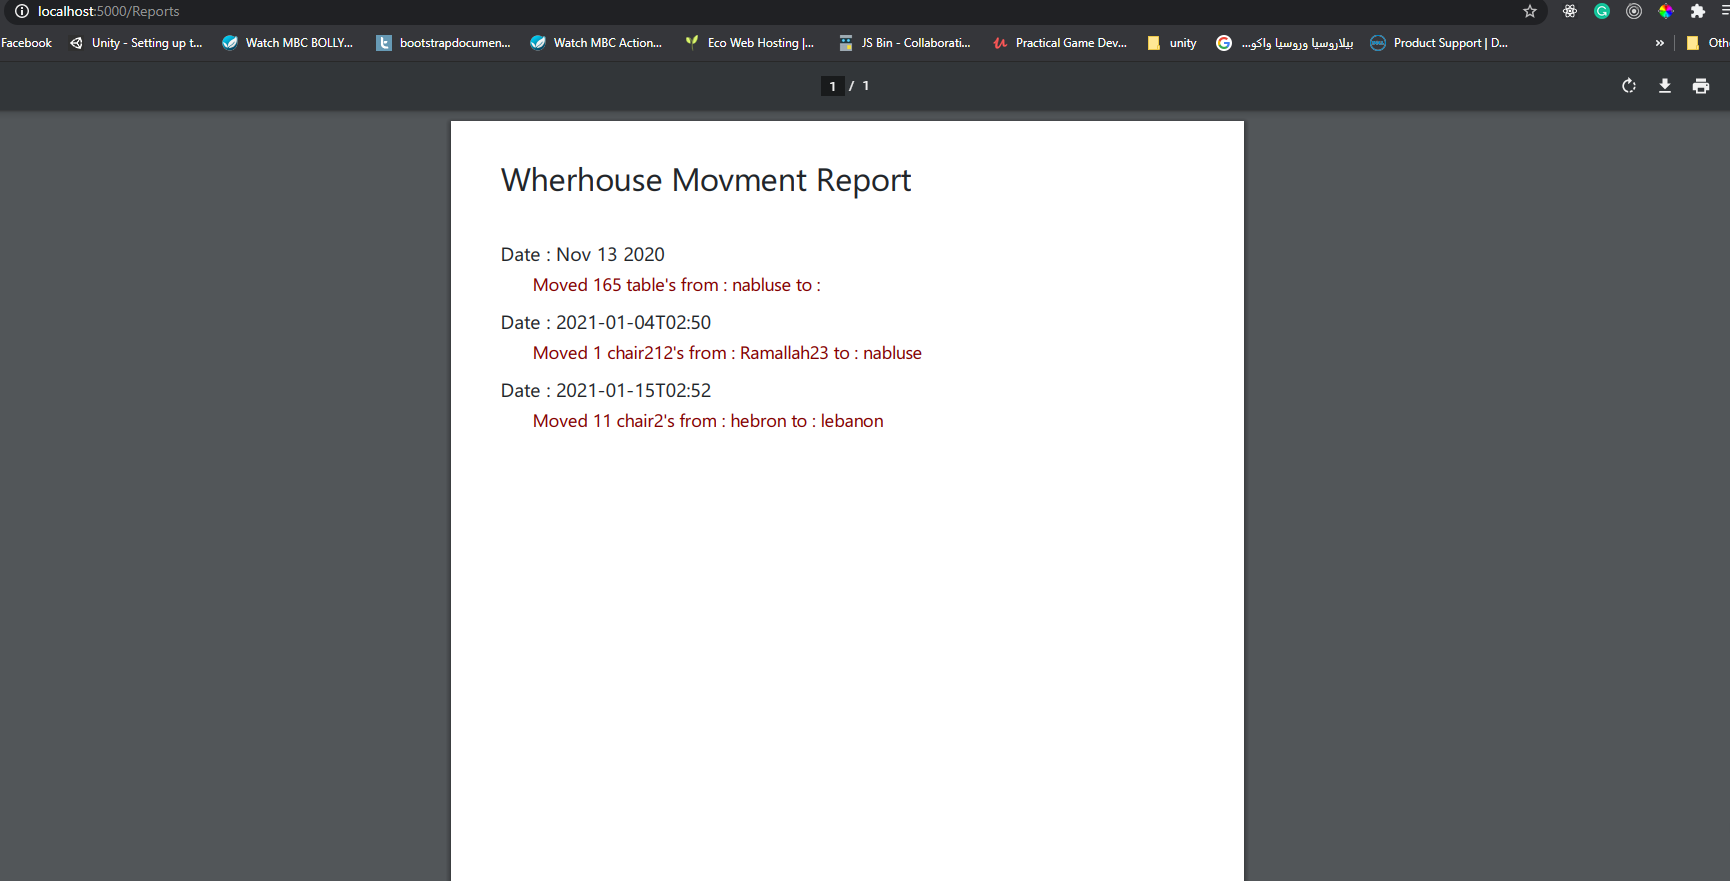 localhost:5000/Reports
Facebook Unity - Setting up t... Watch MBC BOLLY... bootstrapdocumen... Watch MBC Action... Eco Web Hosting |... JS Bin - Collaborati... Practical Game Dev... unity بيلاروسيا وروسيا واكو... Product Support | D... » Oth
1 / 1
Wherhouse Movment Report
Date : Nov 13 2020
Moved 165 table's from : nabluse to :
Date : 2021-01-04T02:50
Moved 1 chair212's from : Ramallah23 to : nabluse
Date : 2021-01-15T02:52
Moved 11 chair2's from : hebron to : lebanon